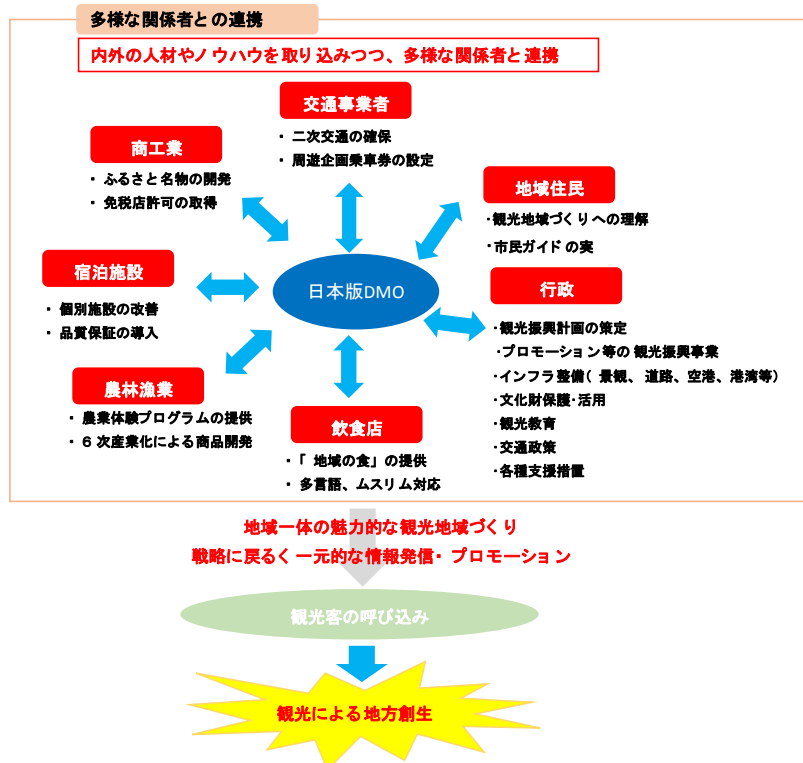 多様な関係者との連携
内外の人材やノウハウを取り込みつつ、多様な関係者と連携
交通事業者
・ 二次交通の確保
・ 周遊企画乗車券の設定
商工業
・ ふるさと名物の開発
・ 免税店許可の取得
地域住民
・観光地域づくりへの理解
・市民ガイドの実
宿泊施設
・ 個別施設の改善
・ 品質保証の導入
日本版DMO
行政
・観光振興計画の策定
・プロモーション等の観光振興事業
・インフラ整備(景観、道路、空港、港湾等)
・文化財保護・活用
・観光教育
・交通政策
・各種支援措置
農林漁業
・ 農業体験プログラムの提供
・ 6次産業化による商品開発
飲食店
・「地域の食」の提供
・ 多言語、ムスリム対応
地域一体の魅力的な観光地域づくり
戦略に戻るく一元的な情報発信・プロモーション
観光客の呼び込み
観光による地方創生